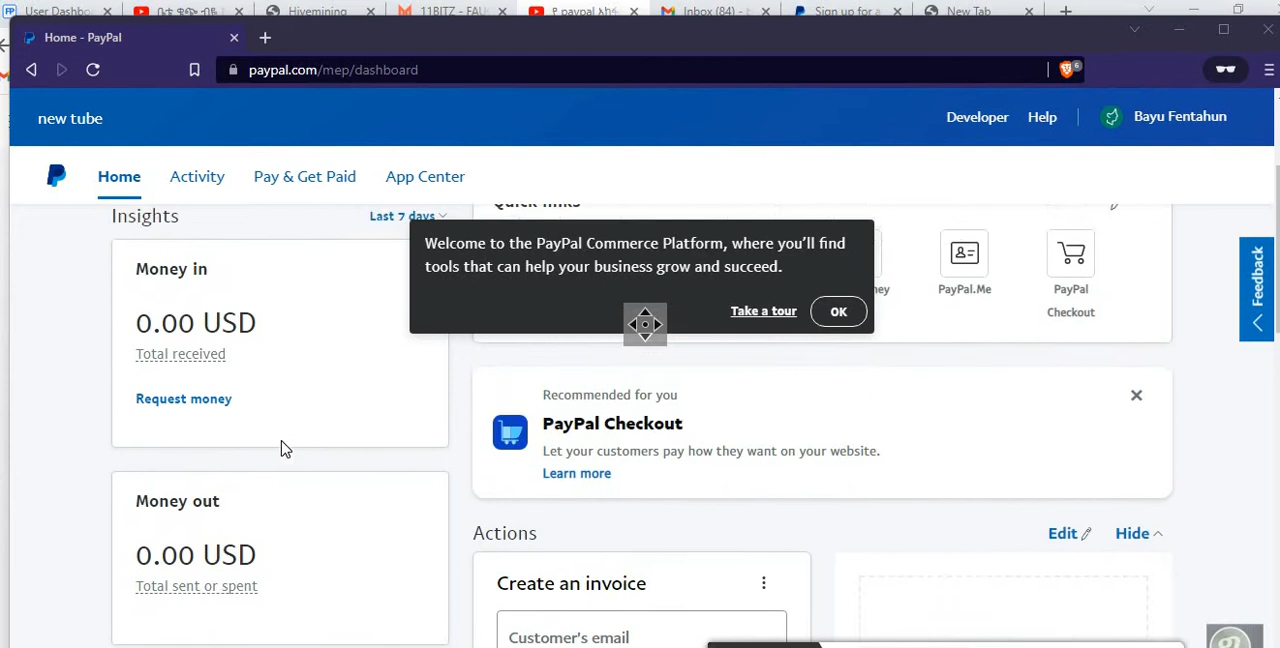 User Dashboard
Hivemining
11BITZ - FAU
Inbox (84) - b
Sign up for a
New Tab
Home - PayPal
paypal.com/mep/dashboard
6
new tube
Developer
Help
Bayu Fentahun
Home
Activity
Pay & Get Paid
App Center
Insights
Last 7 days
Quick links
Money in
0.00 USD
Total received
Request money
Welcome to the PayPal Commerce Platform, where you'll find
tools that can help your business grow and succeed.
Take a tour
OK
PayPal.Me
PayPal
Checkout
Feedback
Recommended for you
PayPal Checkout
Let your customers pay how they want on your website.
Learn more
Money out
0.00 USD
Total sent or spent
Actions
Edit
Hide
Create an invoice
Customer's email